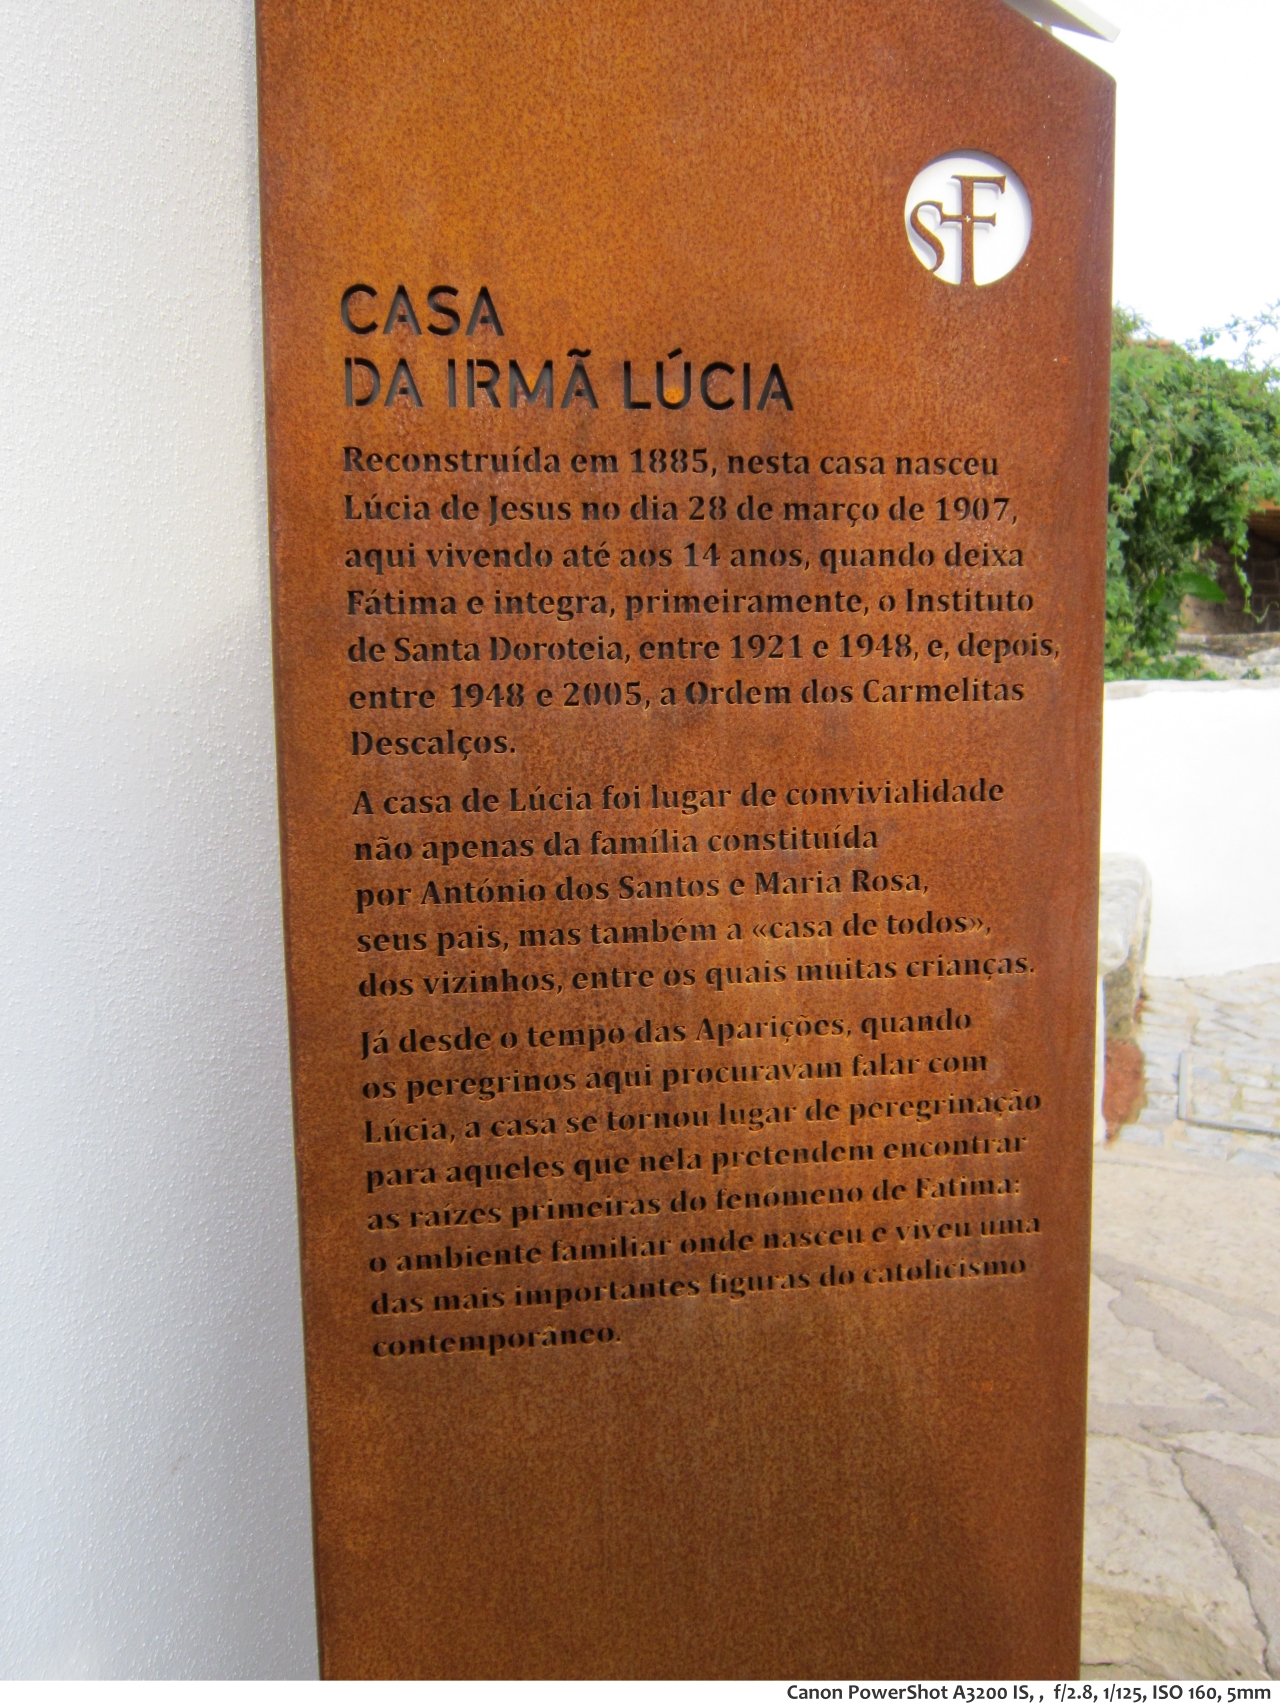 SF
CASA
DA IRMÃ LÚCIA
Reconstruída em 1885, nesta casa nasceu
Lúcia de Jesus no dia 28 de março de 1907,
aqui vivendo até aos 14 anos, quando deixa
Fátima e integra, primeiramente, o Instituto
de Santa Doroteia, entre 1921 e 1948, e, depois,
entre 1948 e 2005, a Ordem dos Carmelitas
Descalços.
A casa de Lúcia foi lugar de convivialidade
não apenas da família constituída
por António dos Santos e Maria Rosa,
seus pais, mas também a «casa de todos»,
dos vizinhos, entre os quais muitas crianças.
Já desde o tempo das Aparições, quando
os peregrinos aqui procuravam falar com
Lúcia, a casa se tornou lugar de peregrinação
para aqueles que nela pretendem encontrar
as raízes primeiras do fenómeno de Fátima:
o ambiente familiar onde nasceu e viveu uma
das mais importantes figuras do catolicismo
contemporâneo.
Canon PowerShot A3200 IS, , f/2.8, 1/125, ISO 160, 5mm